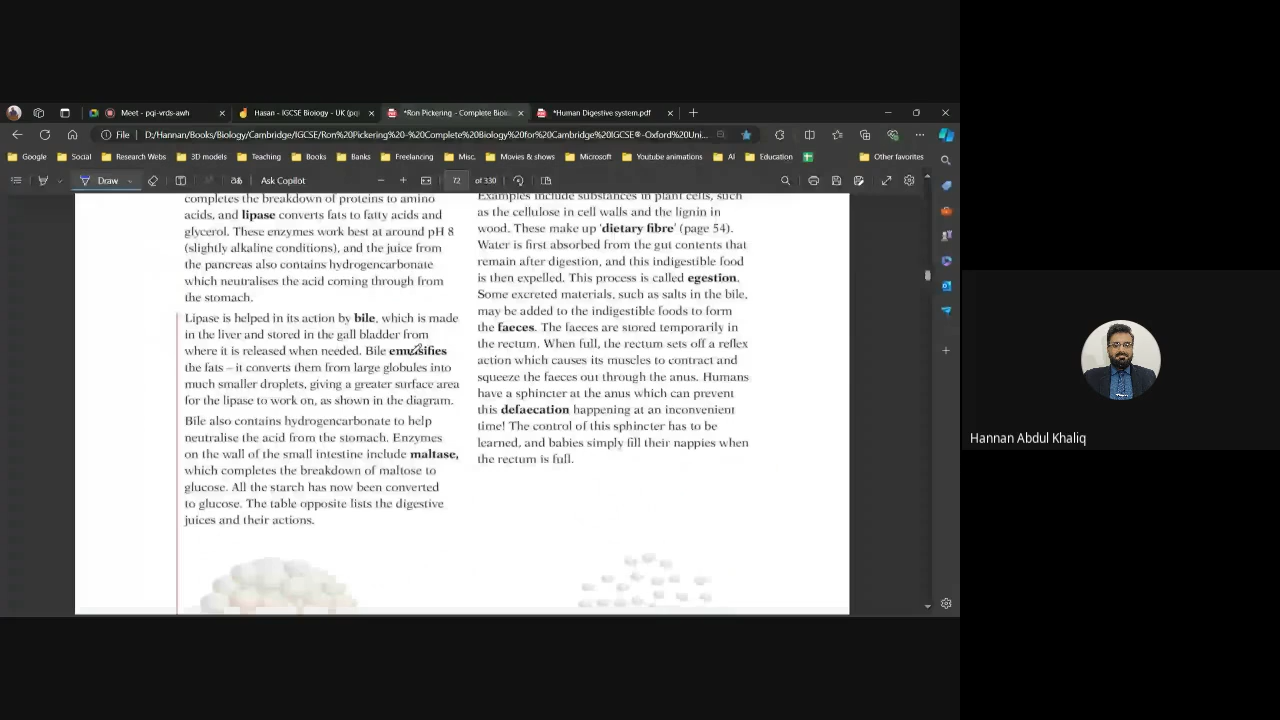 Meet - pqi-vrds-awh
Hasan - IGCSE Biology - UK (pqi
*Ron Pickering - Complete Biolo
*Human Digestive system.pdf
File
D:/Hannan/Books/Biology/Cambridge/IGCSE/Ron%20Pickering%20-%20Complete%20Biology%20for%20Cambridge%20IGCSE®-Oxford%20Uni...
Google
Social
Research Webs
3D models
Teaching
Books
Banks
Freelancing
Misc.
Movies & shows
Microsoft
Youtube animations
AI
Education
Other favorites
Draw
Ask Copilot
72
of 330
completes the breakdown of proteins to amino
acids, and lipase converts fats to fatty acids and
glycerol. These enzymes work best at around pH 8
(slightly alkaline conditions), and the juice from
the pancreas also contains hydrogencarbonate
which neutralises the acid coming through from
the stomach.
Lipase is helped in its action by bile, which is made
in the liver and stored in the gall bladder from
where it is released when needed. Bile emulsifies
the fats – it converts them from large globules into
much smaller droplets, giving a greater surface area
for the lipase to work on, as shown in the diagram.
Bile also contains hydrogencarbonate to help
neutralise the acid from the stomach. Enzymes
on the wall of the small intestine include maltase,
which completes the breakdown of maltose to
glucose. All the starch has now been converted
to glucose. The table opposite lists the digestive
juices and their actions.
Examples include substances in plant cells, such
as the cellulose in cell walls and the lignin in
wood. These make up 'dietary fibre' (page 54).
Water is first absorbed from the gut contents that
remain after digestion, and this indigestible food
is then expelled. This process is called egestion.
Some excreted materials, such as salts in the bile,
may be added to the indigestible foods to form
the faeces. The faeces are stored temporarily in
the rectum. When full, the rectum sets off a reflex
action which causes its muscles to contract and
squeeze the faeces out through the anus. Humans
have a sphincter at the anus which can prevent
this defaecation happening at an inconvenient
time! The control of this sphincter has to be
learned, and babies simply fill their nappies when
the rectum is full.
Hannan Abdul Khaliq